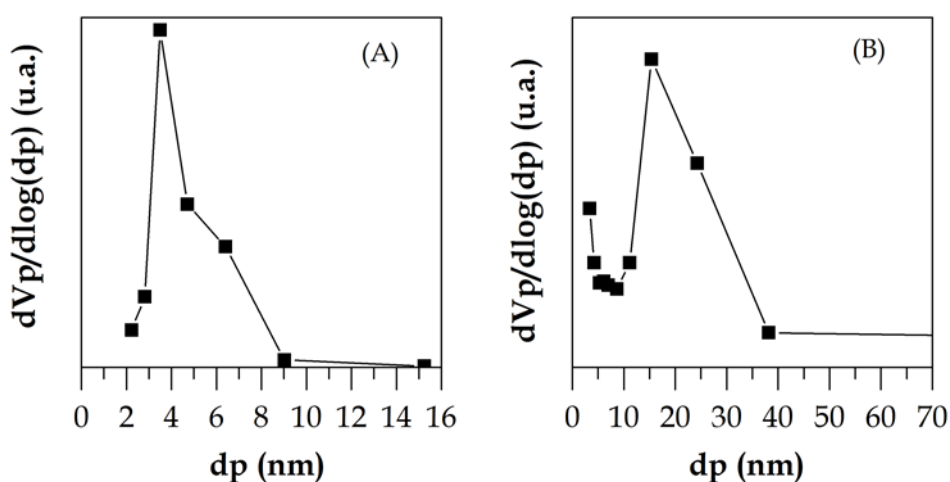 dVp/dlog(dp) (u.a.)
(A)
0 2 4 6 8 10 12 14 16
dp (nm)
dVp/dlog(dp) (u.a.)
(B)
0 10 20 30 40 50 60 70
dp (nm)